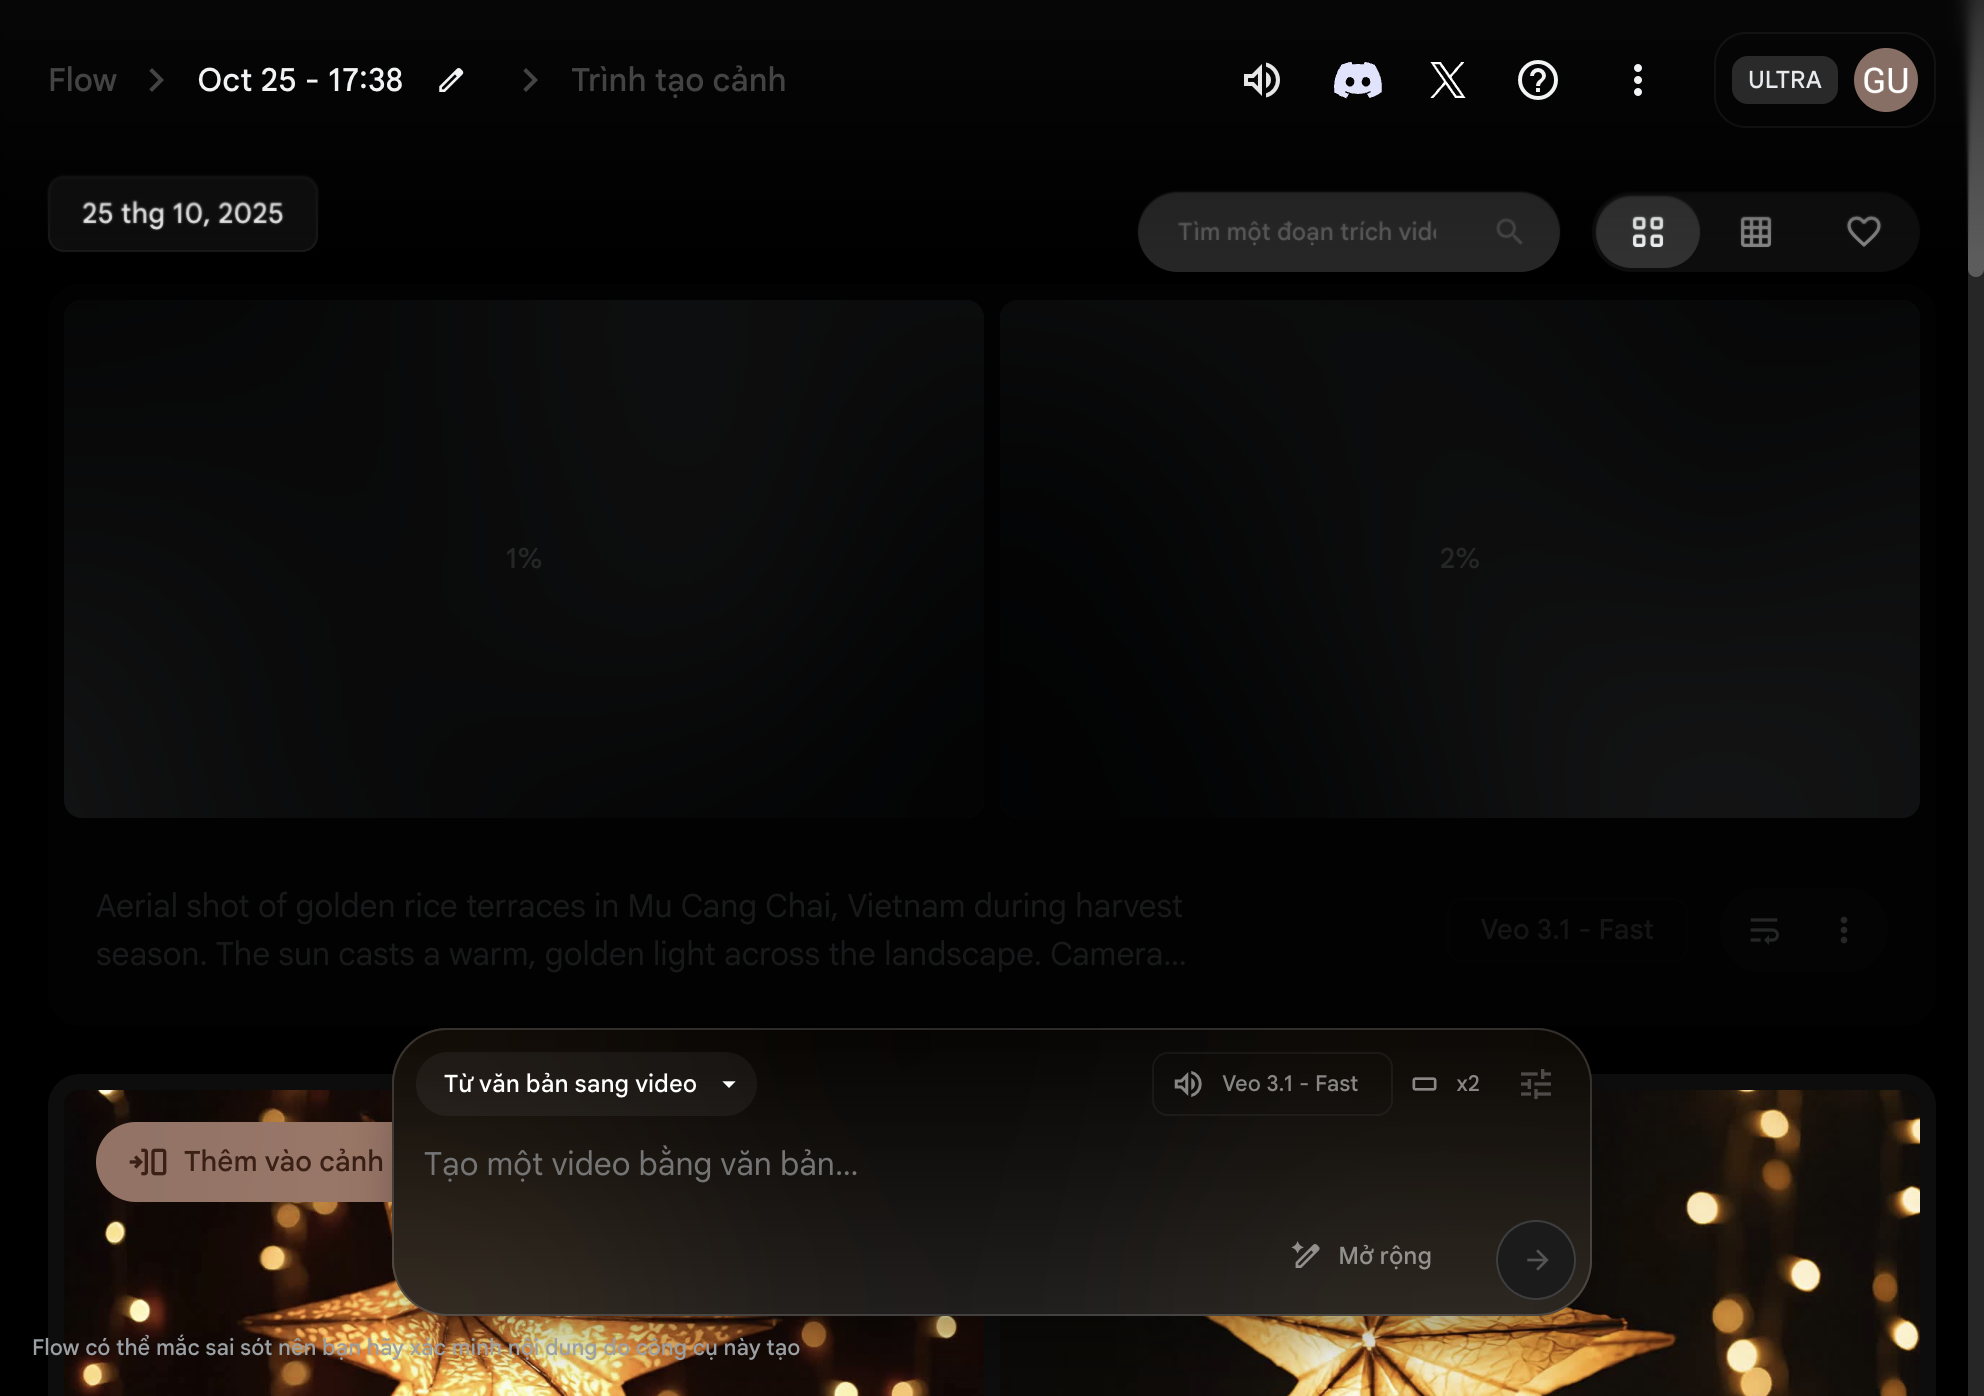 Flow
Oct 25 - 17:38
Trình tạo cảnh
ULTRA
GU
25 thg 10, 2025
Tìm một đoạn trích vid
1%
2%
Aerial shot of golden rice terraces in Mu Cang Chai, Vietnam during harvest
season. The sun casts a warm, golden light across the landscape. Camera...
Veo 3.1 - Fast
Từ văn bản sang video
Veo 3.1 - Fast
x2
Thêm vào cảnh
Tạo một video bằng văn bản...
Mở rộng
Flow có thể mắc sai sót nên bạn hãy xác minh nội dung do công cụ này tạo